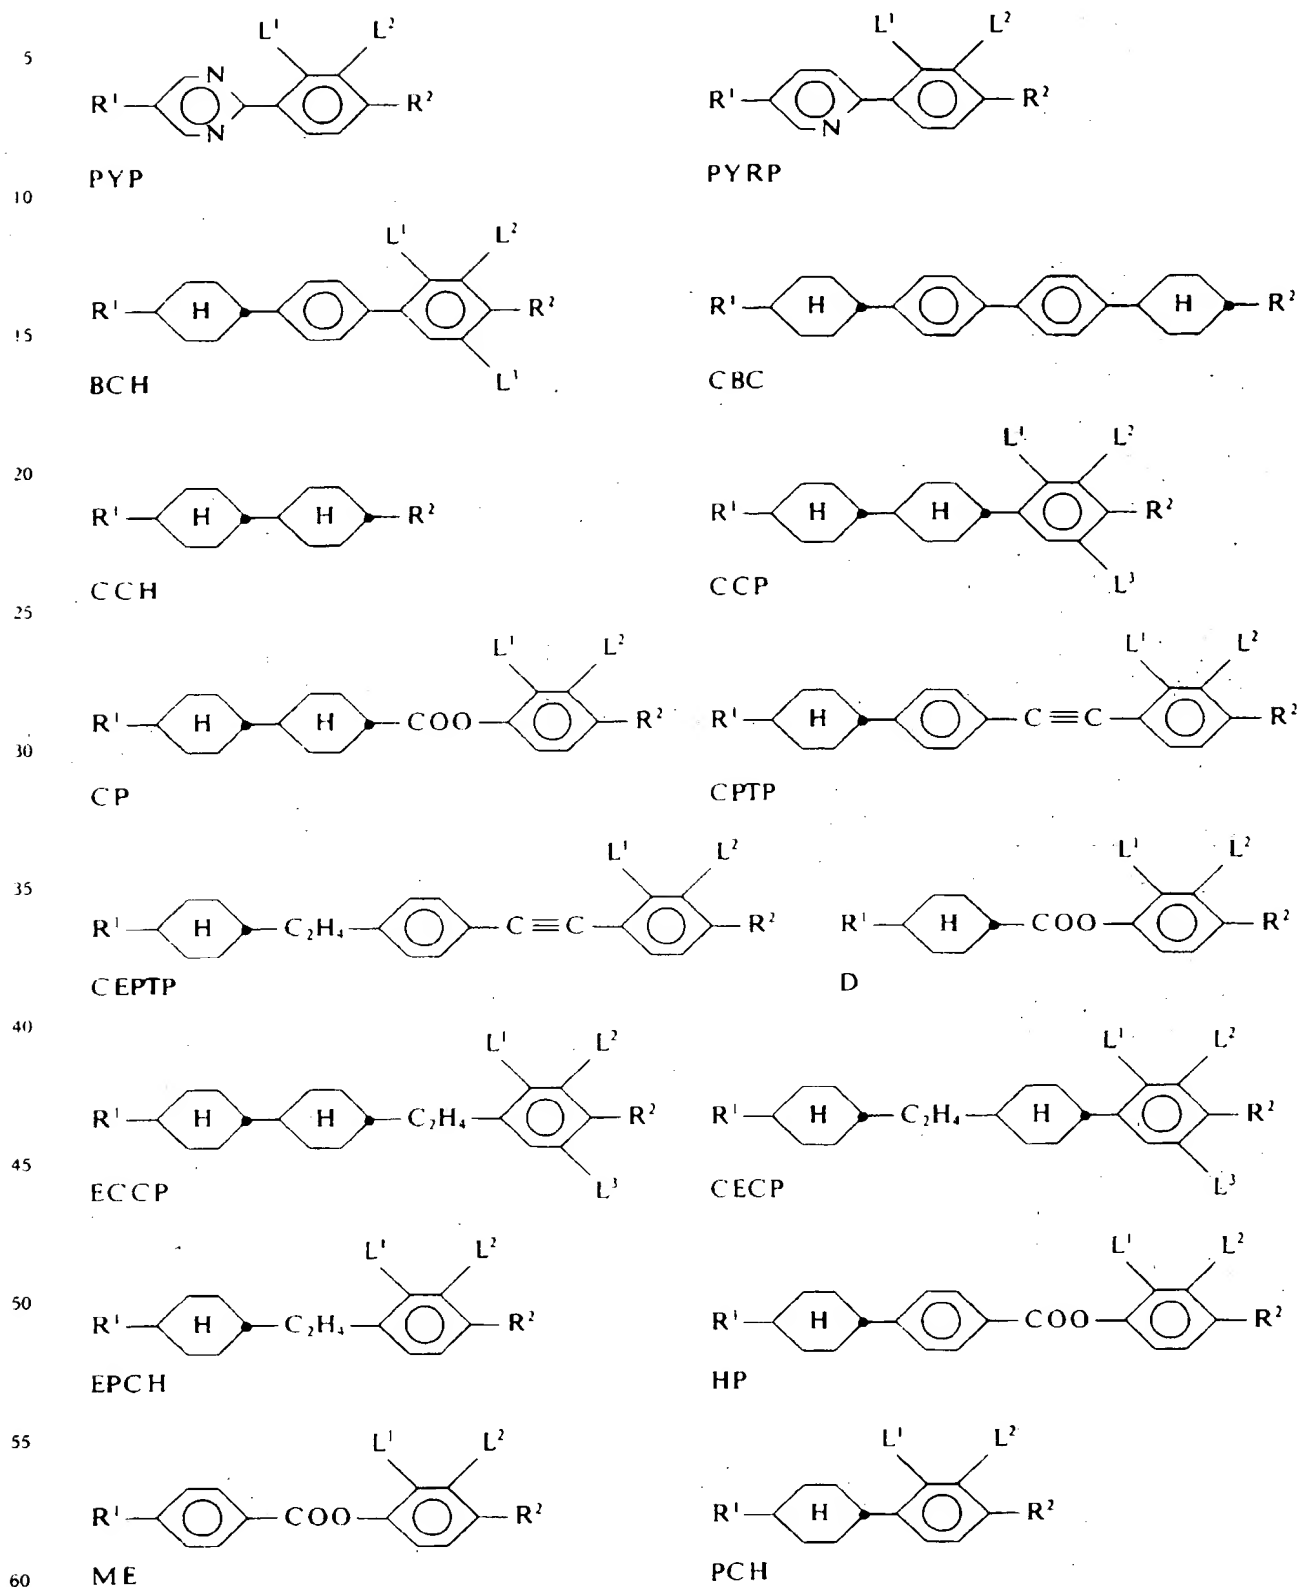 L¹ L² L¹ L²
5
N
R¹ R² R¹ R²
N N
PYP PYRP
10
L¹ L²
R¹ H R² R¹ H H R²
15
L³
BCH CBC
L¹ L²
20
R¹ H H R² R¹ H H R²
CCH CCP L³
25
L¹ L² L¹ L²
R¹ H H COO R² R¹ H C≡C R²
30
CP CPTP
L¹ L² L¹ L²
35
R¹ H C₂H₄ C≡C R² R¹ H COO R²
CEPTP D
40
L¹ L² L¹ L²
R¹ H H C₂H₄ R² R¹ H C₂H₄ H R²
45
ECCP L³ CECP L³
L¹ L² L¹ L²
50
R¹ H C₂H₄ R² R¹ H COO R²
EPCH HP
55
L¹ L² L¹ L²
R¹ COO R² R¹ H R²
60
ME PCH